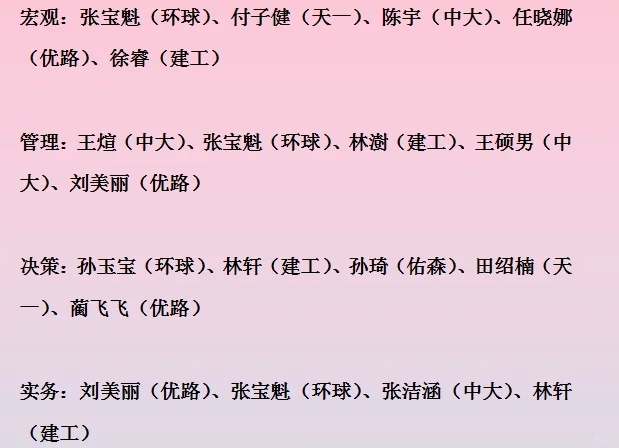 宏观：张宝魁（环球）、付子健（天一）、陈宇（中大）、任晓娜
（优路）、徐睿（建工）
管理：王煊（中大）、张宝魁（环球）、林澍（建工）、王硕男（中
大）、刘美丽（优路）
决策：孙玉宝（环球）、林轩（建工）、孙琦（佑森）、田绍楠（天
一）、蔺飞飞（优路）
实务：刘美丽（优路）、张宝魁（环球）、张洁涵（中大）、林轩
（建工）